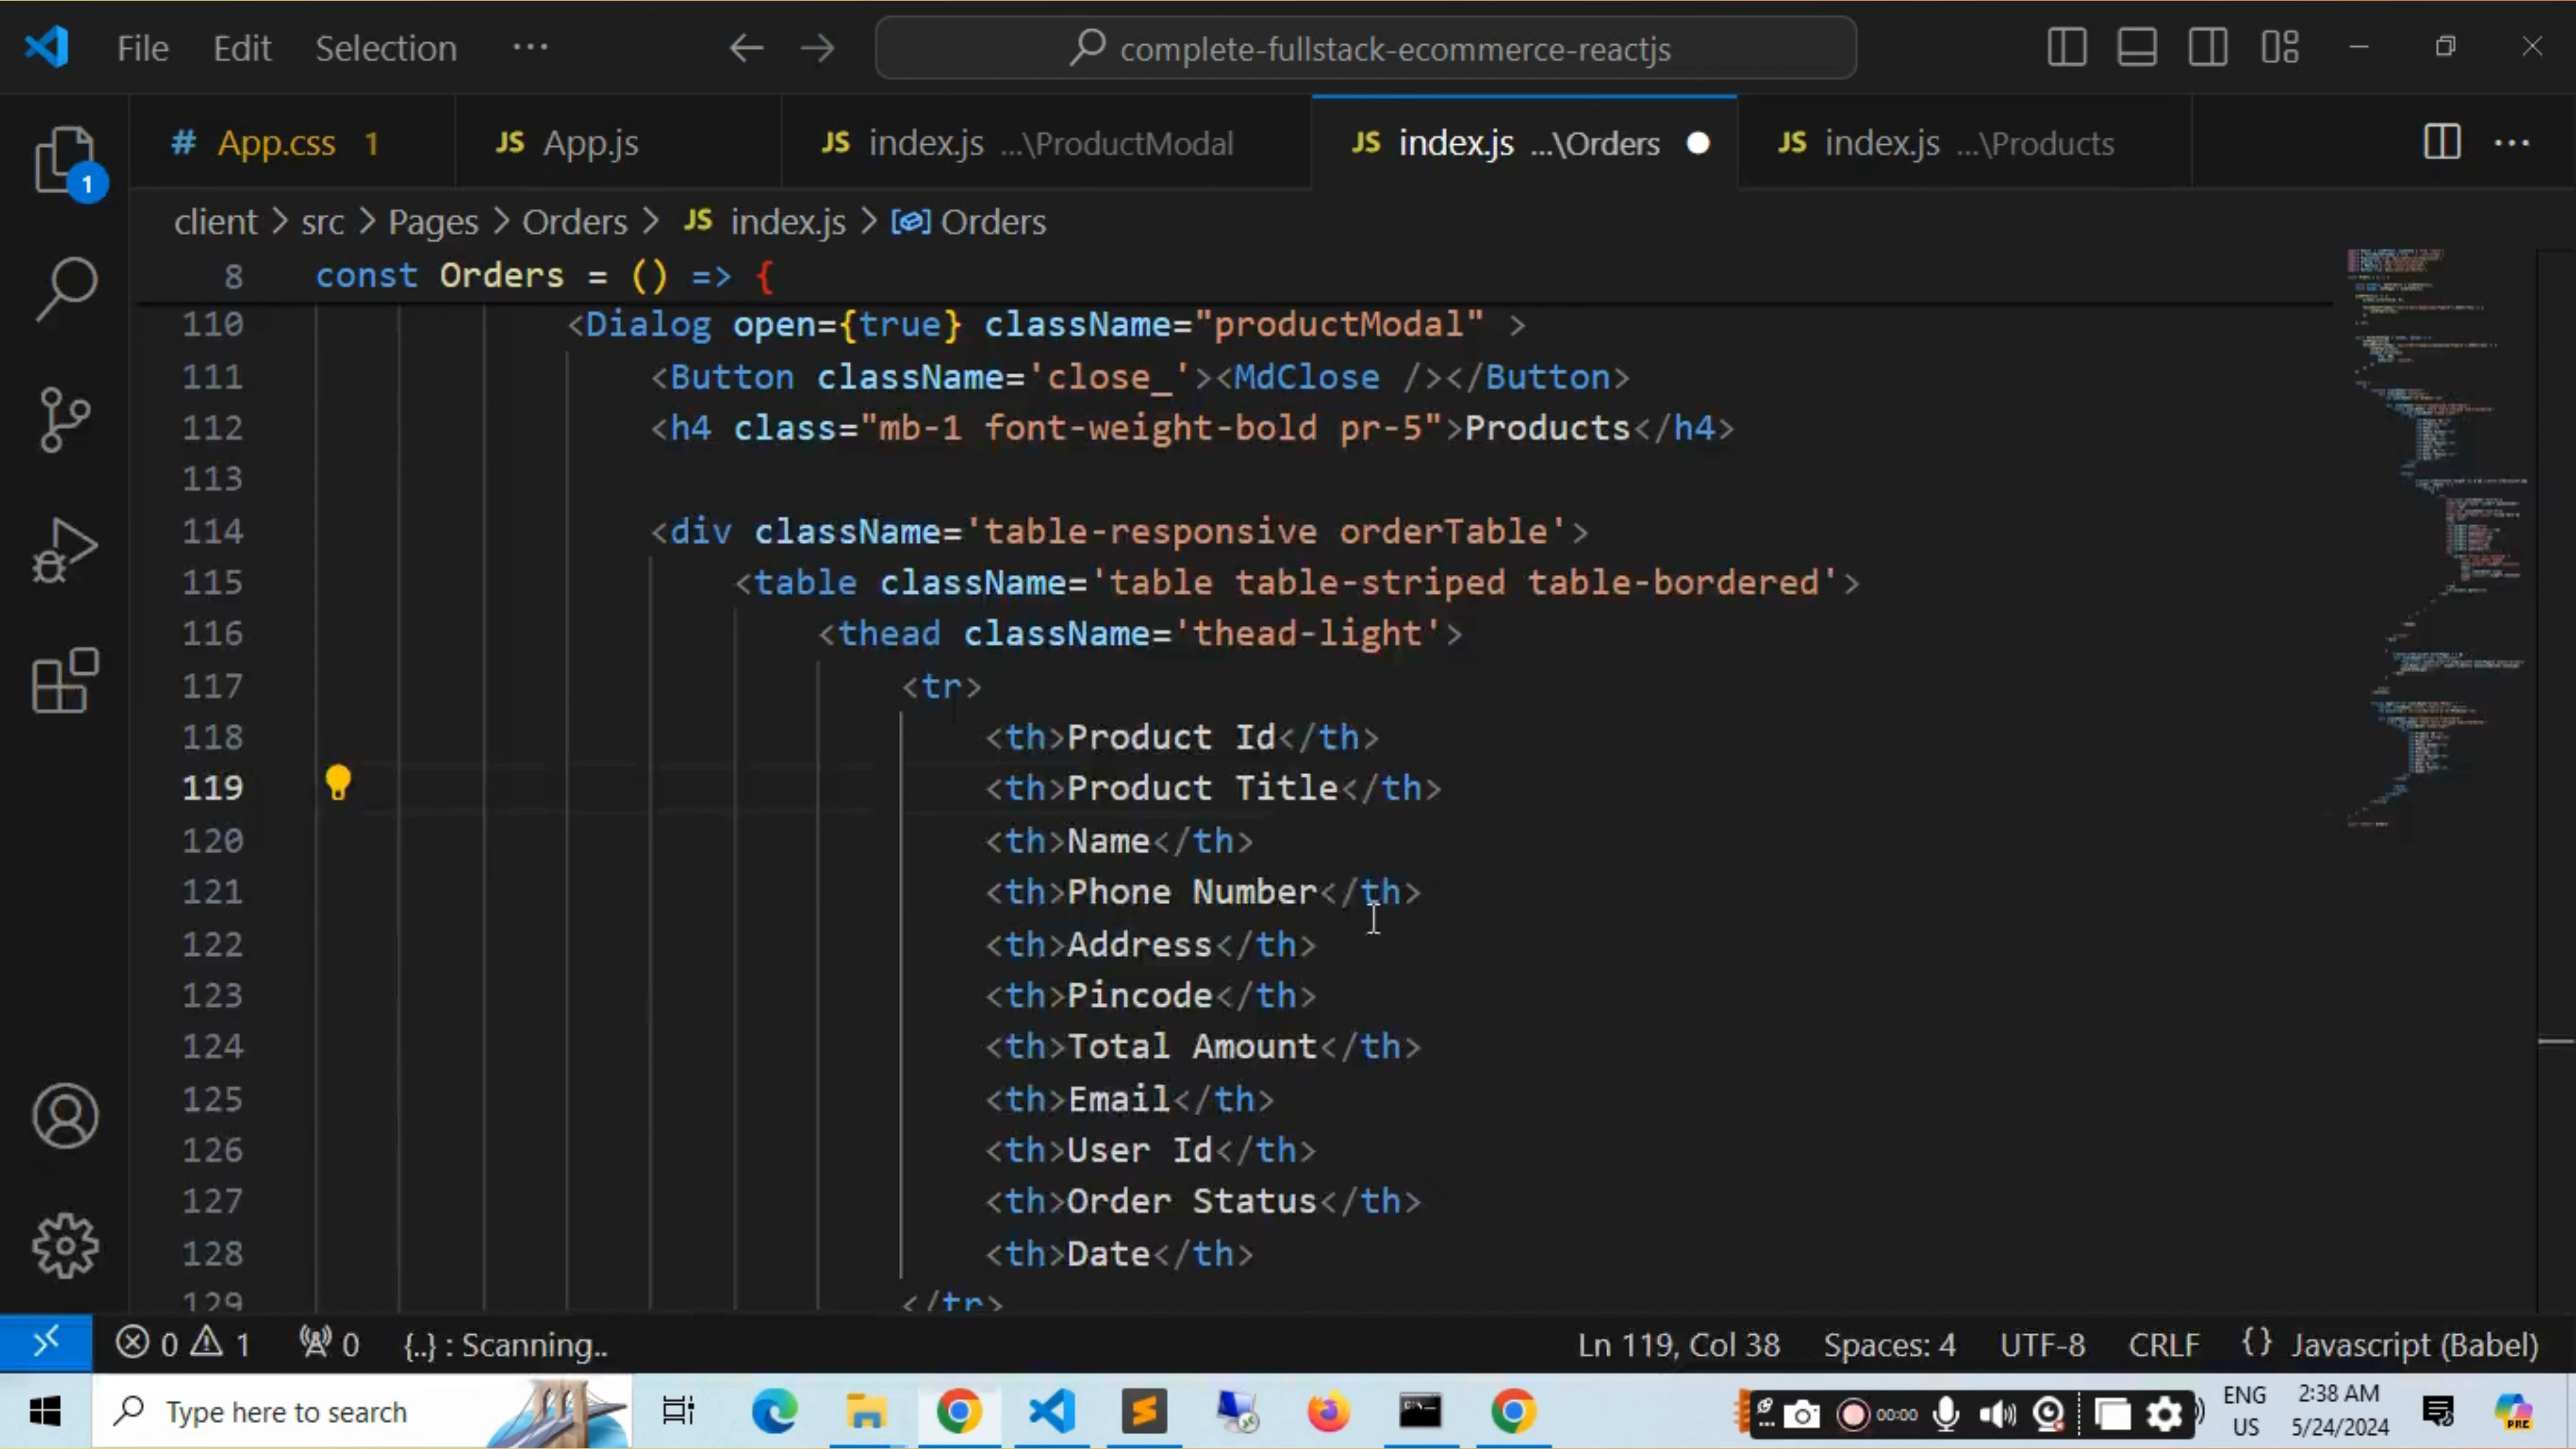 File Edit Selection ··· complete-fullstack-ecommerce-reactjs
# App.css 1 JS App.js JS index.js ...\ProductModal JS index.js ...\Orders JS index.js ...\Products
1
client > src > Pages > Orders > JS index.js > Orders
8 const Orders = () => {
110 <Dialog open={true} className="productModal" >
111 <Button className='close_'><MdClose /></Button>
112 <h4 class="mb-1 font-weight-bold pr-5">Products</h4>
113
114 <div className='table-responsive orderTable'>
115 <table className='table table-striped table-bordered'>
116 <thead className='thead-light'>
117 <tr>
118 <th>Product Id</th>
119 <th>Product Title</th>
120 <th>Name</th>
121 <th>Phone Number</th>
122 <th>Address</th>
123 <th>Pincode</th>
124 <th>Total Amount</th>
125 <th>Email</th>
126 <th>User Id</th>
127 <th>Order Status</th>
128 <th>Date</th>
129 </tr>
0 1 0 {..} : Scanning.. Ln 119, Col 38 Spaces: 4 UTF-8 CRLF {} Javascript (Babel)
Type here to search 00:00 ENG 2:38 AM
US 5/24/2024 PRE